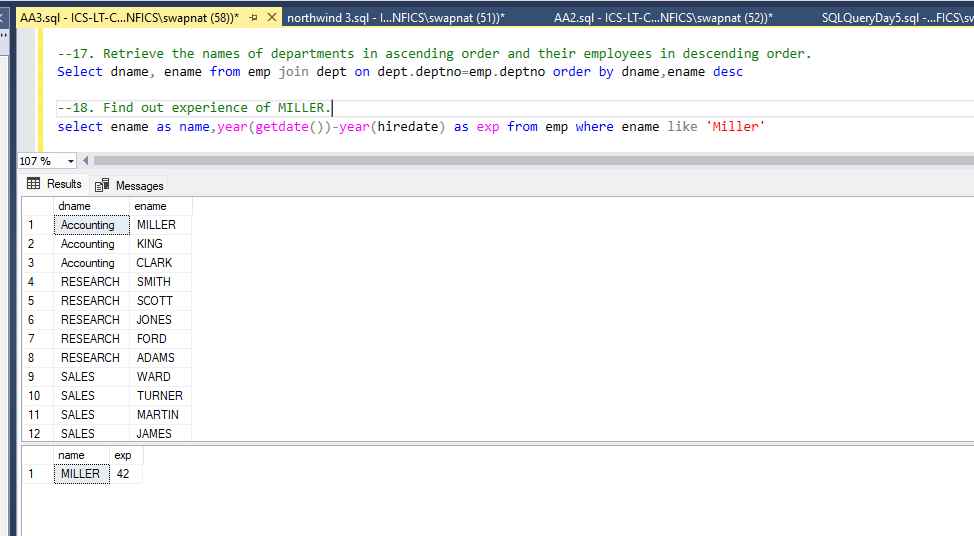 AA3.sql - ICS-LT-C...NFICS\swapnat (58))* northwind 3.sql - I...NFICS\swapnat (51))* AA2.sql - ICS-LT-C...NFICS\swapnat (52))* SQLQueryDay5.sql -...FICS\sw
--17. Retrieve the names of departments in ascending order and their employees in descending order.
Select dname, ename from emp join dept on dept.deptno=emp.deptno order by dname,ename desc
--18. Find out experience of MILLER.
select ename as name,year(getdate())-year(hiredate) as exp from emp where ename like 'Miller'
107 %
Results Messages
dname ename
1 Accounting MILLER
2 Accounting KING
3 Accounting CLARK
4 RESEARCH SMITH
5 RESEARCH SCOTT
6 RESEARCH JONES
7 RESEARCH FORD
8 RESEARCH ADAMS
9 SALES WARD
10 SALES TURNER
11 SALES MARTIN
12 SALES JAMES
name exp
1 MILLER 42